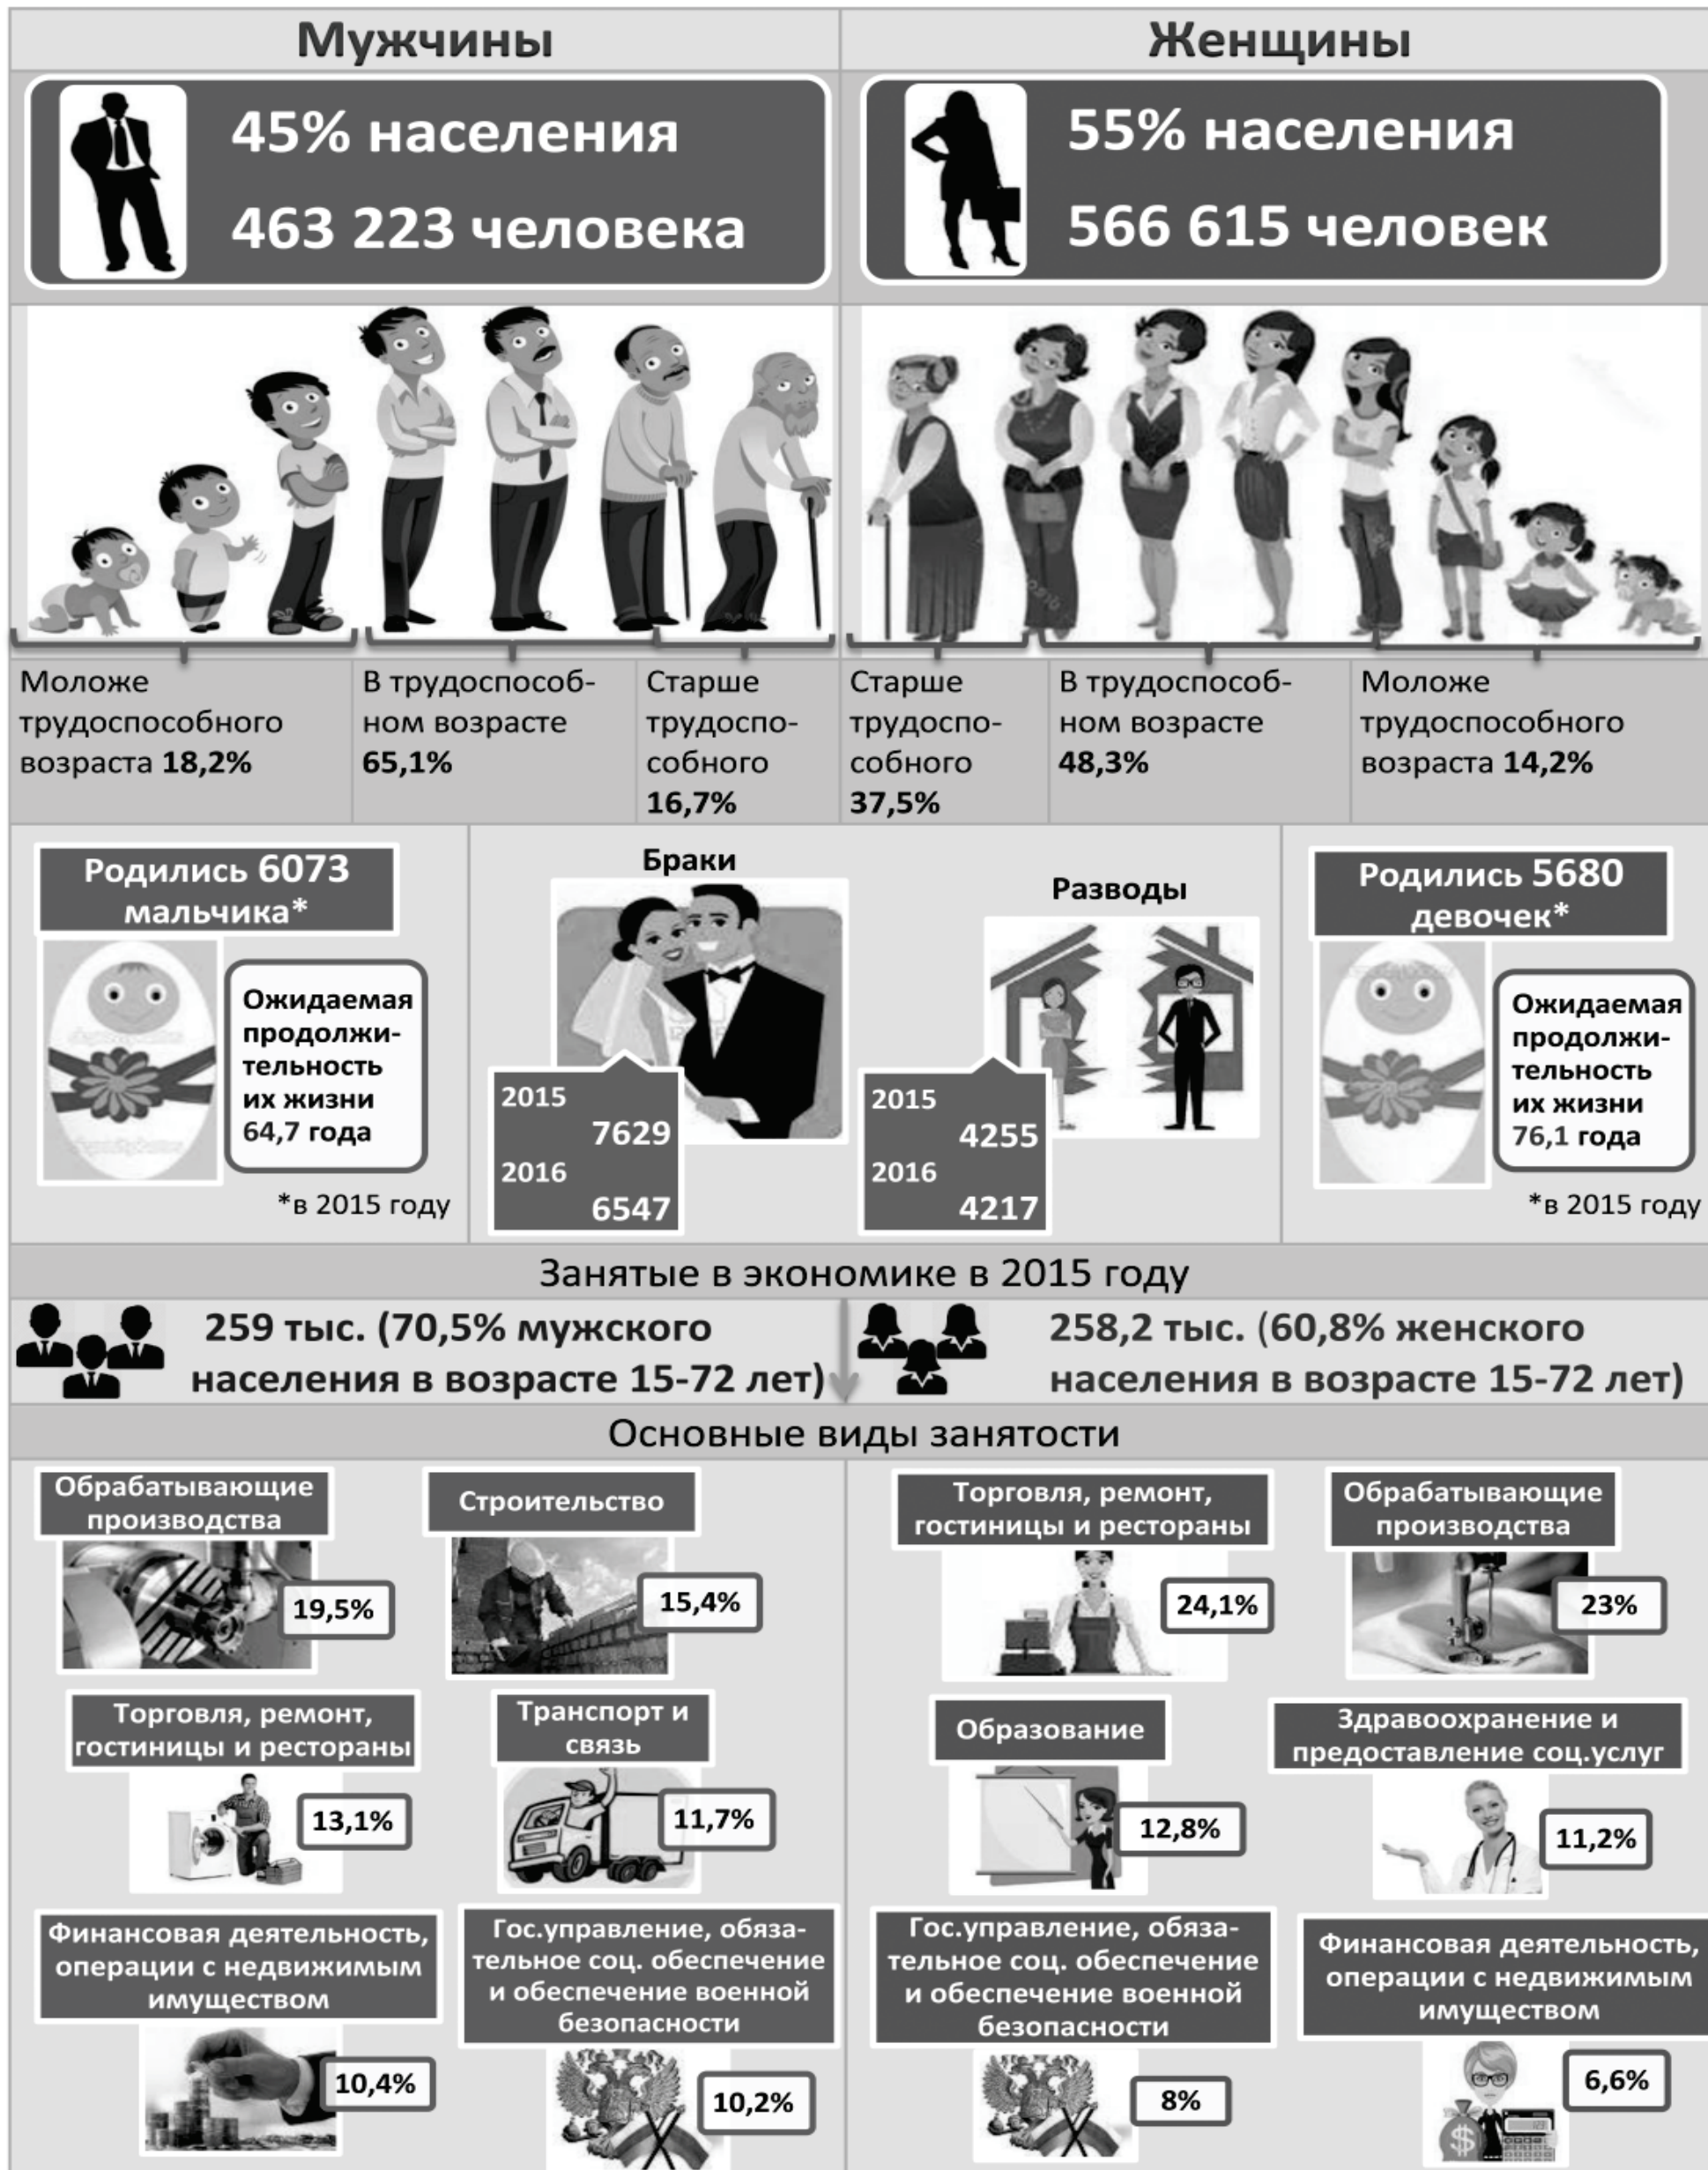 Мужчины
Женщины
45% населения
463 223 человека
55% населения
566 615 человек
Моложе
трудоспособного
возраста 18,2%
В трудоспособ-
ном возрасте
65,1%
Старше
трудоспо-
собного
16,7%
Старше
трудоспо-
собного
37,5%
В трудоспособ-
ном возрасте
48,3%
Моложе
трудоспособного
возраста 14,2%
Родились 6073
мальчика*
Ожидаемая
продолжи-
тельность
их жизни
64,7 года
*в 2015 году
Браки
2015
7629
2016
6547
Разводы
2015
4255
2016
4217
Родились 5680
девочек*
Ожидаемая
продолжи-
тельность
их жизни
76,1 года
*в 2015 году
Занятые в экономике в 2015 году
259 тыс. (70,5% мужского
населения в возрасте 15-72 лет)
258,2 тыс. (60,8% женского
населения в возрасте 15-72 лет)
Основные виды занятости
Обрабатывающие
производства
19,5%
Строительство
15,4%
Торговля, ремонт,
гостиницы и рестораны
13,1%
Транспорт и
связь
11,7%
Финансовая деятельность,
операции с недвижимым
имуществом
10,4%
Гос.управление, обяза-
тельное соц. обеспечение
и обеспечение военной
безопасности
10,2%
Торговля, ремонт,
гостиницы и рестораны
24,1%
Обрабатывающие
производства
23%
Образование
12,8%
Здравоохранение и
предоставление соц.услуг
11,2%
Гос.управление, обяза-
тельное соц. обеспечение
и обеспечение военной
безопасности
8%
Финансовая деятельность,
операции с недвижимым
имуществом
6,6%
$